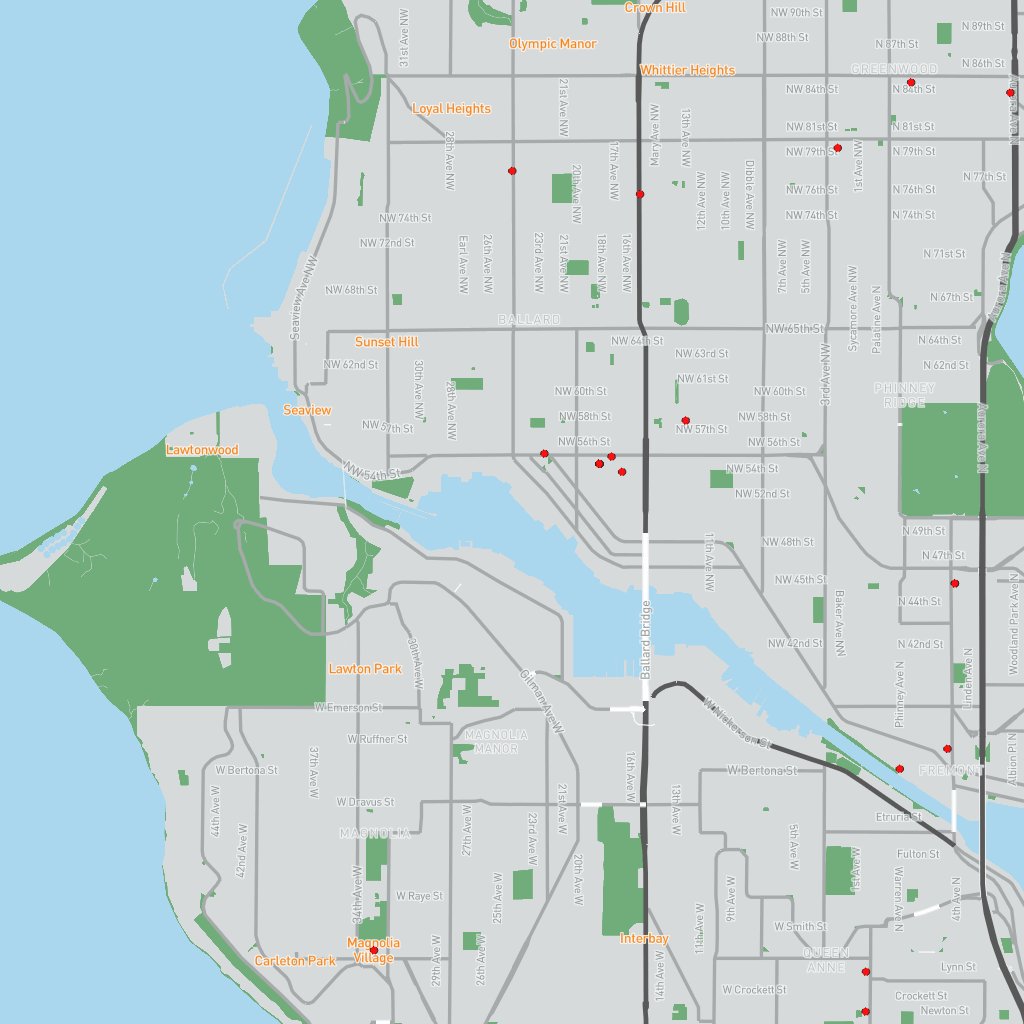 Crown Hill
NW 90th St
31st Ave NW
N 89th St
NW 88th St
Olympic Manor
N 87th St
N 86th St
Whittier Heights
GREENWOOD
NW 84th St
N 84th St
Aurora Ave N
21st Ave NW
Loyal Heights
NW 81st St
N 81st St
28th Ave NW
17th Ave NW
Mary Ave NW
13th Ave NW
NW 79th St
1st Ave NW
N 79th St
N 77th St
20th Ave NW
12th Ave NW
10th Ave NW
Dibble Ave NW
NW 76th St
N 76th St
NW 74th St
NW 74th St
N 74th St
NW 72nd St
Earl Ave NW
26th Ave NW
23rd Ave NW
21st Ave NW
18th Ave NW
16th Ave NW
7th Ave NW
5th Ave NW
N 71st St
Seaview Ave NW
NW 68th St
Sycamore Ave NW
Palatine Ave N
N 67th St
Aurora Ave N
BALLARD
NW 65th St
Sunset Hill
NW 64th St
N 64th St
NW 63rd St
NW 62nd St
N 62nd St
30th Ave NW
28th Ave NW
3rd Ave NW
NW 61st St
NW 60th St
NW 60th St
PHINNEY
RIDGE
Seaview
NW 58th St
NW 58th St
NW 57th St
NW 57th St
Aurora Ave N
Lawtonwood
NW 56th St
NW 56th St
NW 54th St
NW 54th St
NW 52nd St
N 49th St
11th Ave NW
NW 48th St
N 47th St
NW 45th St
Baker Ave NW
N 44th St
Woodland Park Ave N
Ballard Bridge
NW 42nd St
N 42nd St
Lawton Park
30th Ave W
Gilman Ave W
Phinney Ave N
Linden Ave N
W Emerson St
W Nickerson St
W Ruffner St
MAGNOLIA
MANOR
Albion Pl N
W Bertona St
37th Ave W
16th Ave W
W Bertona St
FREMONT
44th Ave W
W Dravus St
21st Ave W
13th Ave W
MAGNOLIA
42nd Ave W
27th Ave W
23rd Ave W
5th Ave W
Etruria St
Fulton St
34th Ave W
W Raye St
25th Ave W
20th Ave W
9th Ave W
1st Ave W
Warren Ave N
4th Ave N
11th Ave W
W Smith St
Magnolia
Village
Interbay
Carleton Park
29th Ave W
26th Ave W
14th Ave W
QUEEN
ANNE
Lynn St
W Crockett St
Crockett St
Newton St